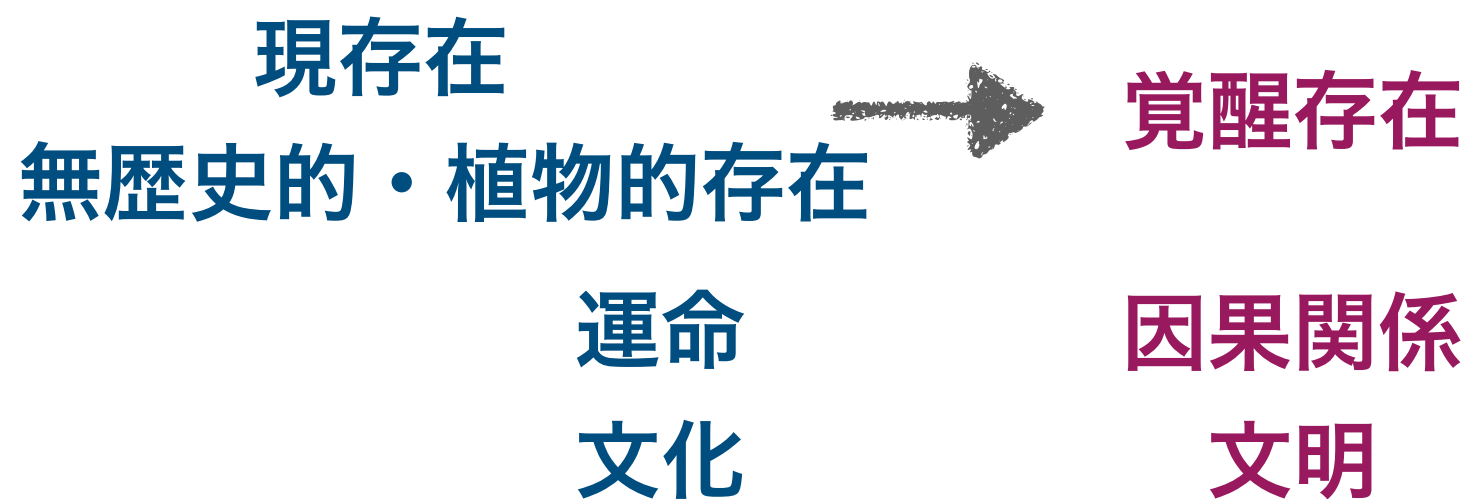 現存在
無歴史的・植物的存在
覚醒存在
運命
因果関係
文化
文明